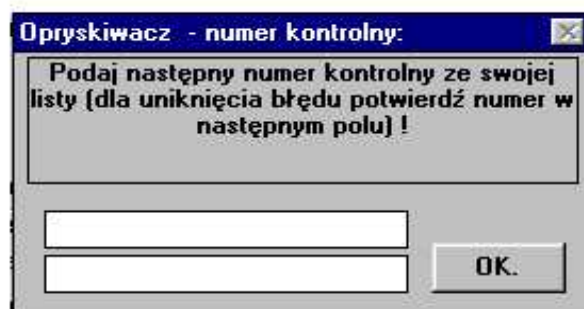 Opryskiwacz - numer kontrolny:
Podaj następny numer kontrolny ze swojej
listy (dla uniknięcia błędu potwierdź numer w
następnym polu) !
OK.